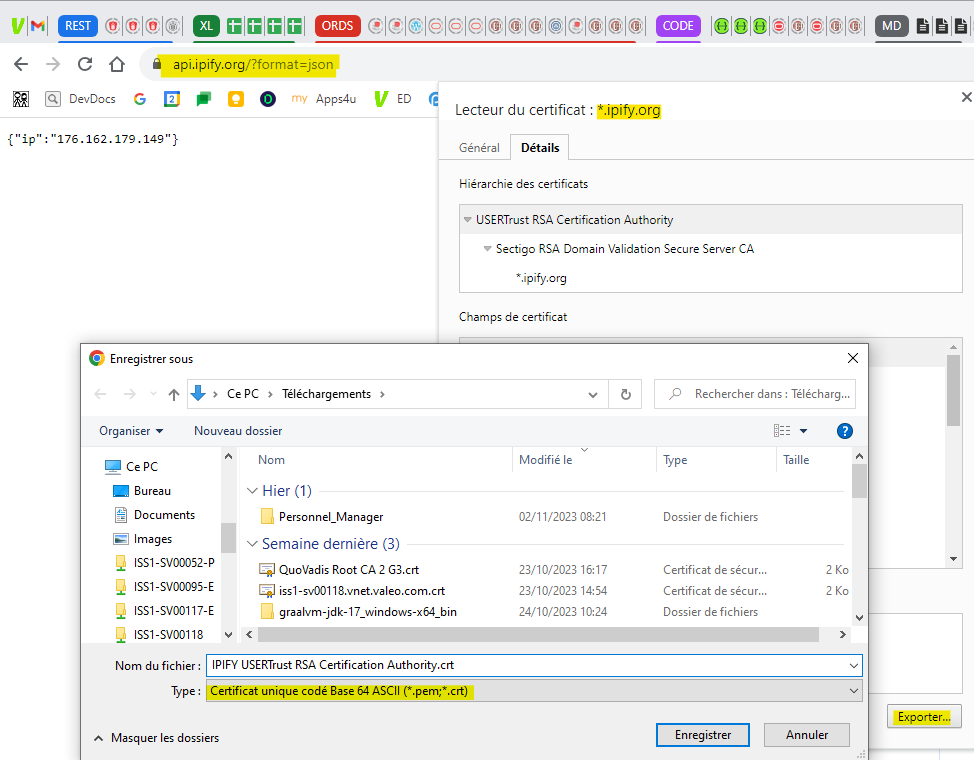 REST XL ORDS CODE MD
api.ipify.org/?format=json
DevDocs G 2 my Apps4u ED
{"ip":"176.162.179.149"}
Lecteur du certificat : *.ipify.org
Général Détails
Hiérarchie des certificats
USERTrust RSA Certification Authority
Sectigo RSA Domain Validation Secure Server CA
*.ipify.org
Champs de certificat
Enregistrer sous
Ce PC > Téléchargements >
Rechercher dans : Télécharg...
Organiser Nouveau dossier ?
Ce PC
Bureau
Documents
Images
ISS1-SV00052-P
ISS1-SV00095-E
ISS1-SV00117-E
ISS1-SV00118
Nom Modifié le Type Taille
Hier (1)
Personnel_Manager 02/11/2023 08:21 Dossier de fichiers
Semaine dernière (3)
QuoVadis Root CA 2 G3.crt 23/10/2023 16:17 Certificat de sécur... 2 Ko
iss1-sv00118.vnet.valeo.com.crt 23/10/2023 14:54 Certificat de sécur... 2 Ko
graalvm-jdk-17_windows-x64_bin 24/10/2023 10:24 Dossier de fichiers
Nom du fichier : IPIFY USERTrust RSA Certification Authority.crt
Type : Certificat unique codé Base 64 ASCII (*.pem;*.crt)
Exporter...
Masquer les dossiers
Enregistrer Annuler